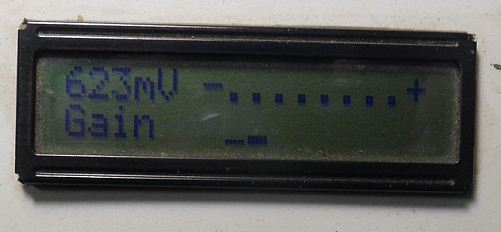 623mV -........+
Gain